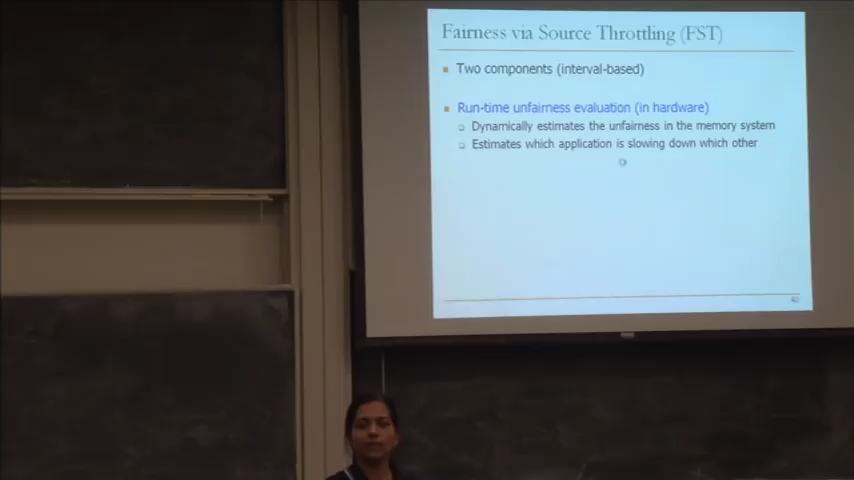 Fairness via Source Throttling (FST)
Two components (interval-based)
Run-time unfairness evaluation (in hardware)
Dynamically estimates the unfairness in the memory system
Estimates which application is slowing down which other